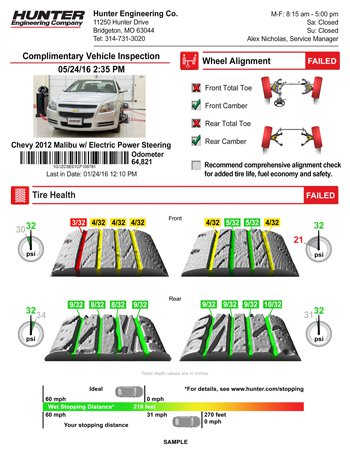 HUNTER
Engineering Company
Hunter Engineering Co.
11250 Hunter Drive
Bridgeton, MO 63044
Tel: 314-731-3020
M-F: 8:15 am - 5:00 pm
Sa: Closed
Su: Closed
Alex Nicholas, Service Manager
Complimentary Vehicle Inspection
05/24/16 2:35 PM
Chevy 2012 Malibu w/ Electric Power Steering
Odometer
64,821
Last in Date: 01/24/16 12:10 PM
Wheel Alignment
FAILED
Front Total Toe
Front Camber
Rear Total Toe
Rear Camber
Recommend comprehensive alignment check
for added tire life, fuel economy and safety.
Tire Health
FAILED
Front
3/32 4/32 4/32 4/32
4/32 5/32 5/32 4/32
30 32
psi
32
21
psi
Rear
9/32 8/32 8/32 9/32
9/32 9/32 9/32 10/32
32
34
psi
32
31
psi
Tread depth values are in inches
Ideal
*For details, see www.hunter.com/stopping
60 mph
0 mph
Wet Stopping Distance*
215 feet
60 mph
31 mph
270 feet
0 mph
Your stopping distance
SAMPLE